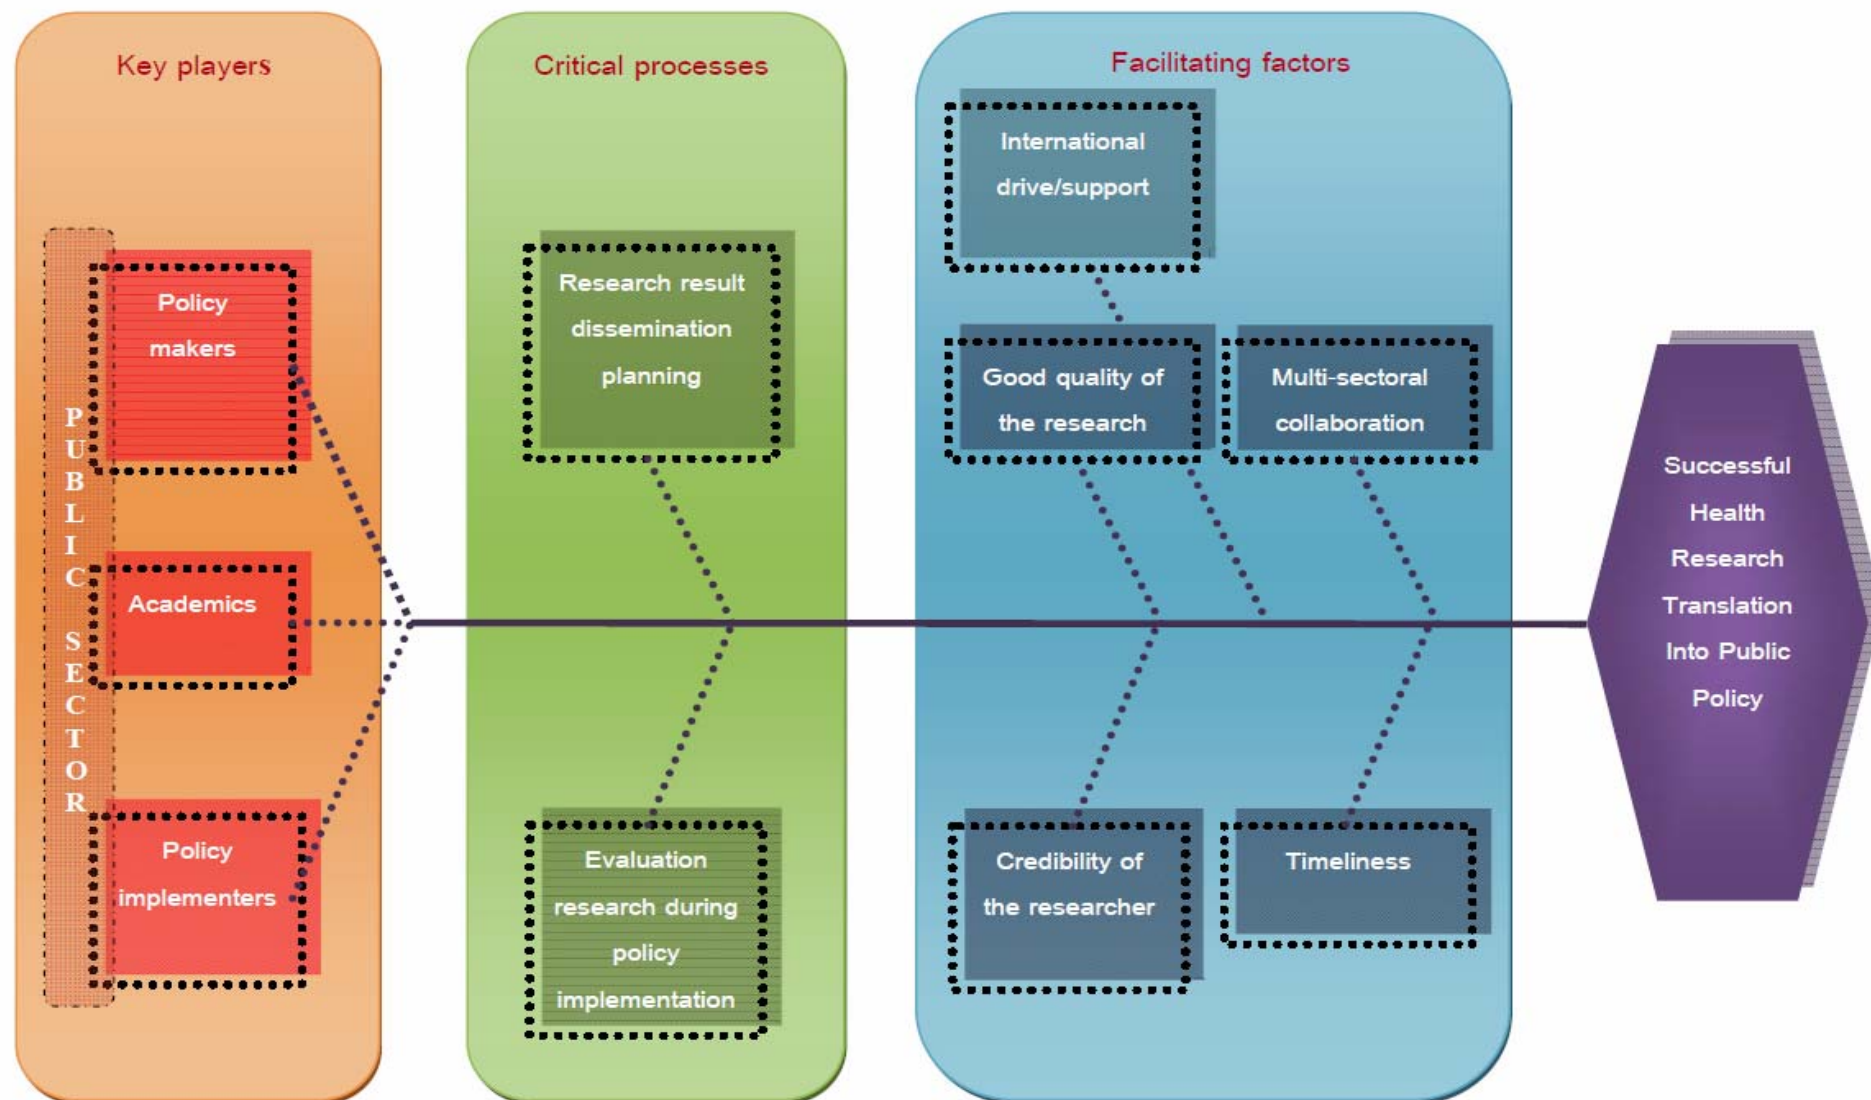 Key players
PUBLIC SECTOR
Policy
makers
Academics
Policy
implementers
Critical processes
Research result
dissemination
planning
Evaluation
research during
policy
implementation
Facilitating factors
International
drive/support
Good quality of
the research
Multi-sectoral
collaboration
Credibility of
the researcher
Timeliness
Successful
Health
Research
Translation
Into Public
Policy